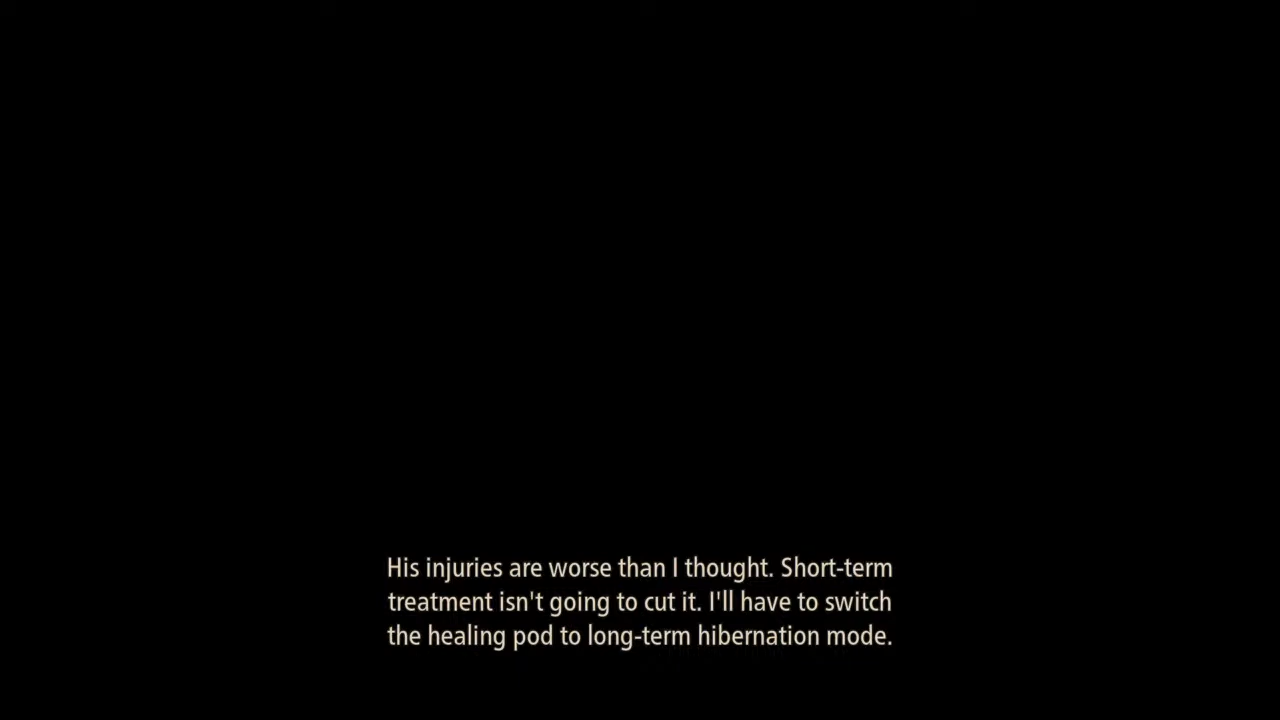 His injuries are worse than I thought. Short-term
treatment isn't going to cut it. I'll have to switch
the healing pod to long-term hibernation mode.